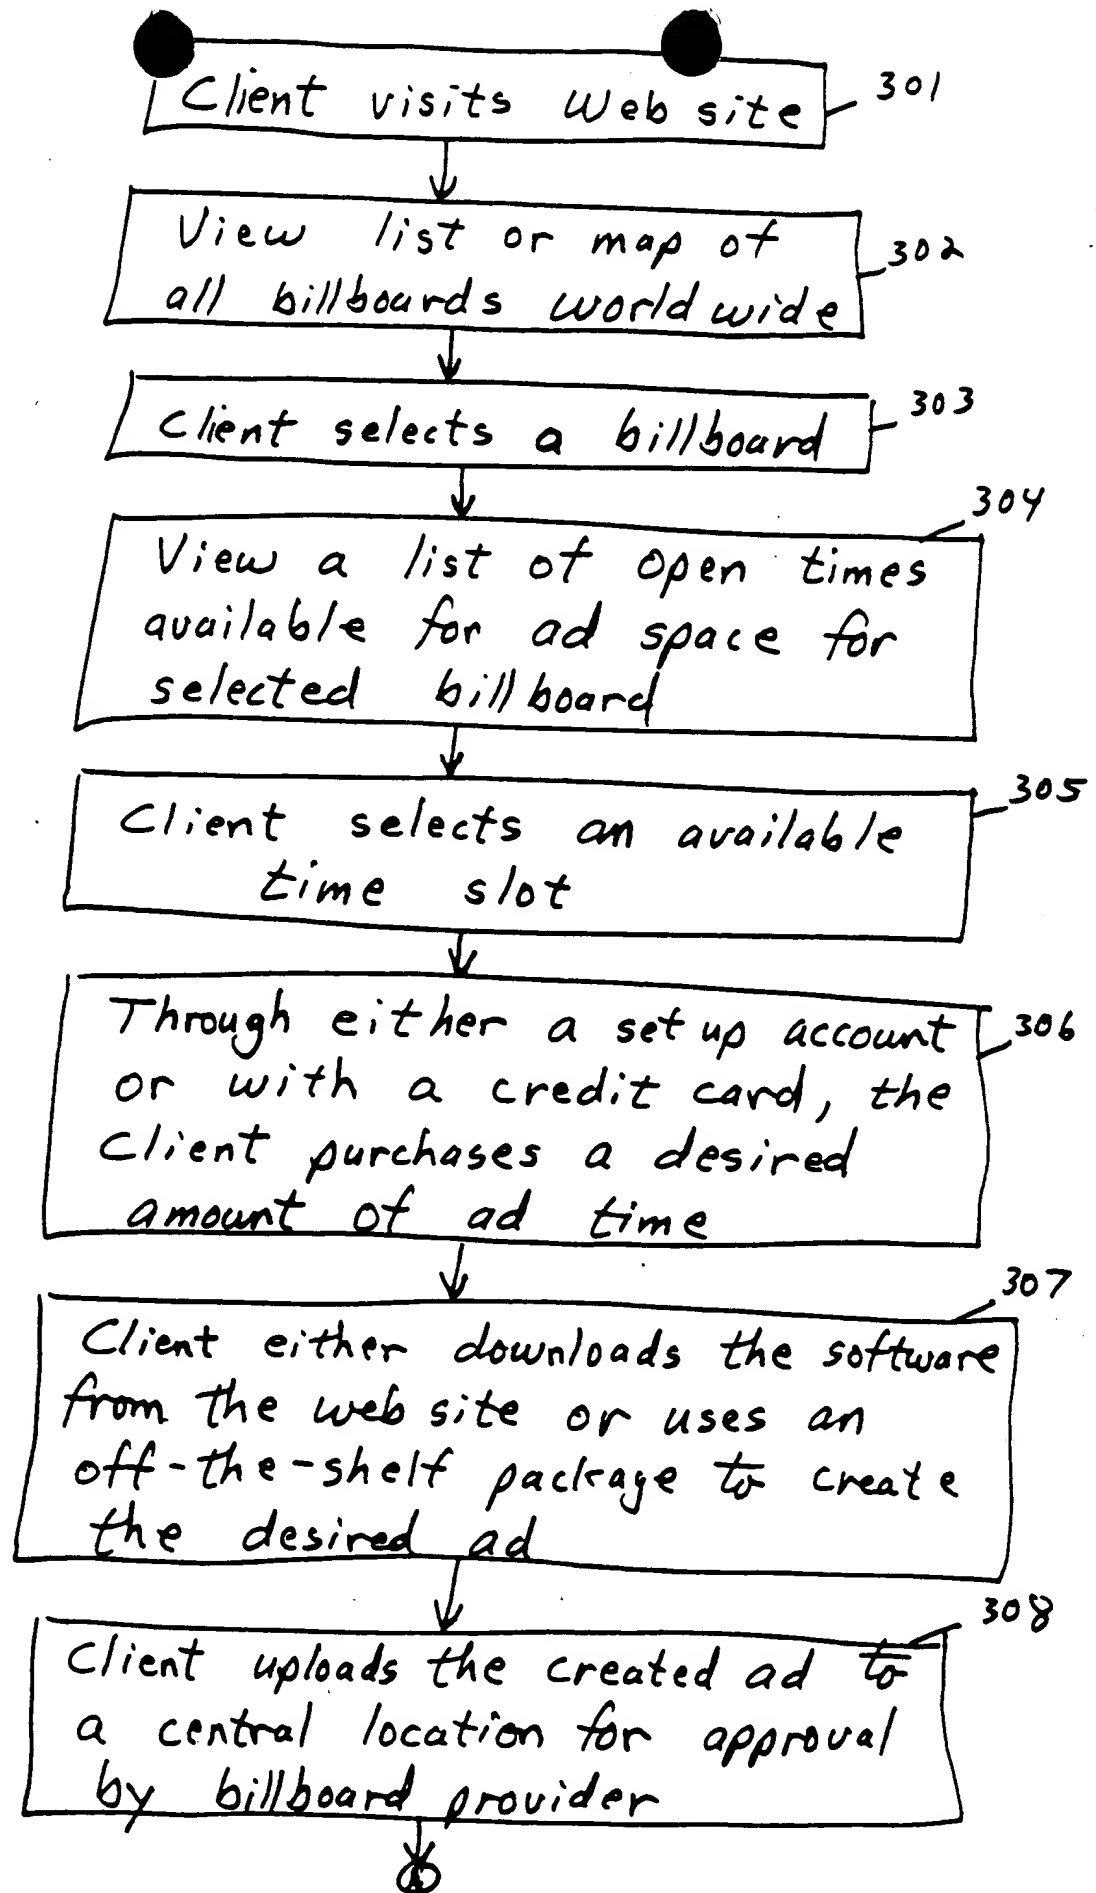 Client visits Web site
301
View list or map of
all billboards world wide
302
Client selects a billboard
303
304
View a list of open times
available for ad space for
selected billboard
305
Client selects an available
time slot
Through either a set up account
or with a credit card, the
Client purchases a desired
amount of ad time
306
307
Client either downloads the software
from the web site or uses an
off-the-shelf package to create
the desired ad
308
Client uploads the created ad to
a central location for approval
by billboard provider